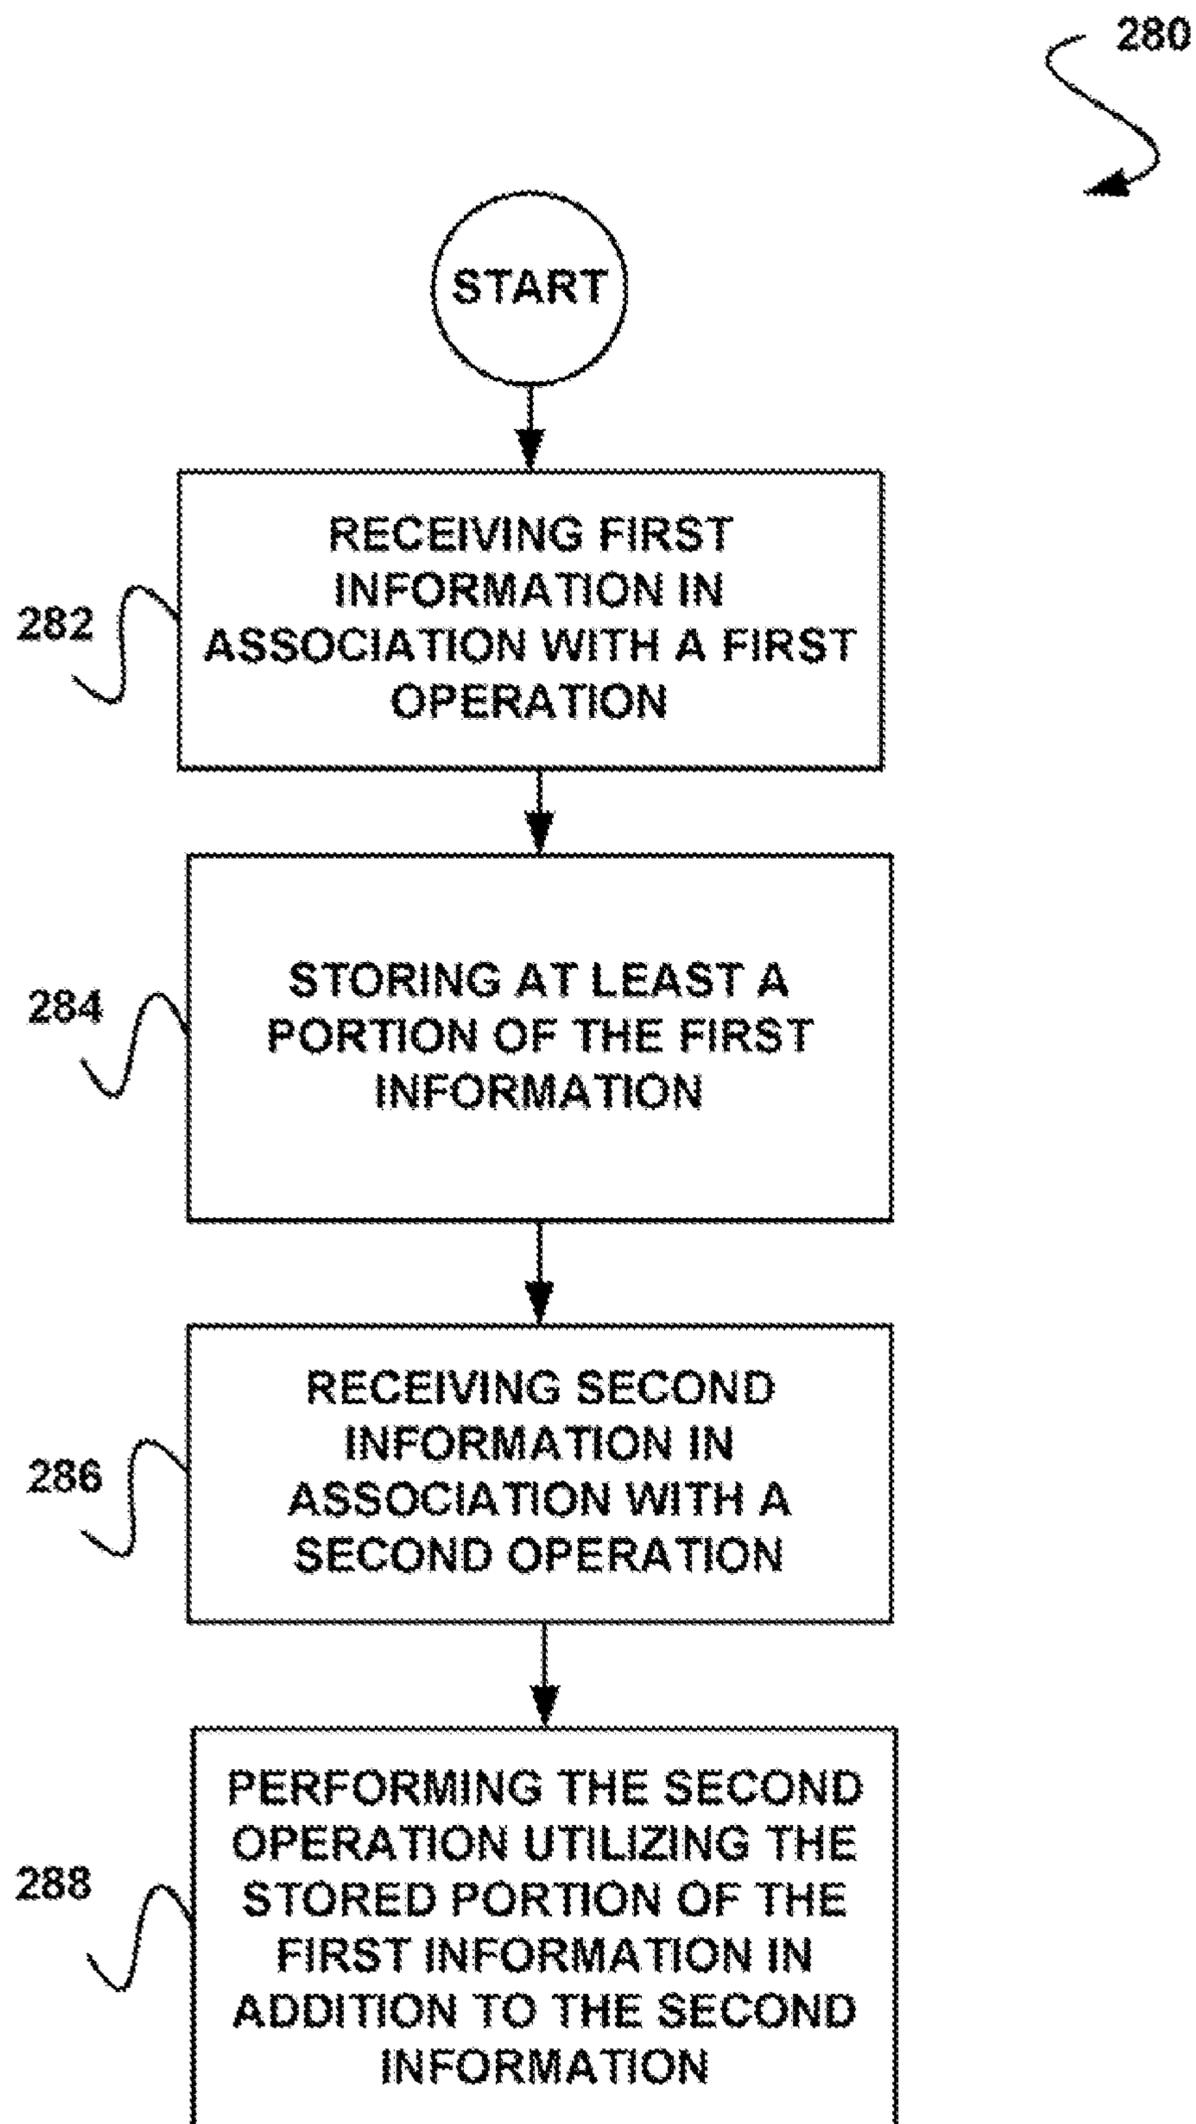 280
START
RECEIVING FIRST
INFORMATION IN
ASSOCIATION WITH A FIRST
OPERATION
282
STORING AT LEAST A
PORTION OF THE FIRST
INFORMATION
284
RECEIVING SECOND
INFORMATION IN
ASSOCIATION WITH A
SECOND OPERATION
286
PERFORMING THE SECOND
OPERATION UTILIZING THE
STORED PORTION OF THE
FIRST INFORMATION IN
ADDITION TO THE SECOND
INFORMATION
288